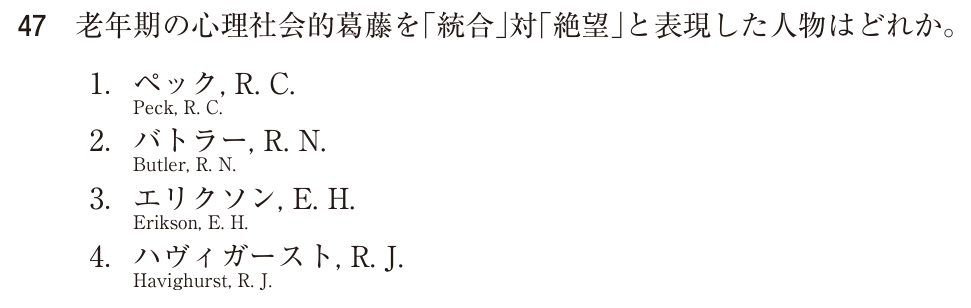 47 老年期の心理社会的葛藤を「統合」対「絶望」と表現した人物はどれか。
1. ペック, R. C.
Peck, R. C.
2. バトラー, R. N.
Butler, R. N.
3. エリクソン, E. H.
Erikson, E. H.
4. ハヴィガースト, R. J.
Havighurst, R. J.